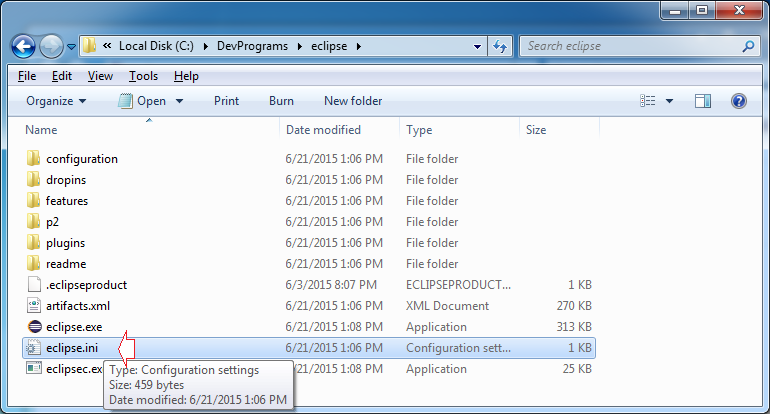 Local Disk (C:) DevPrograms eclipse Search eclipse
File Edit View Tools Help
Organize Open Print Burn New folder
Name Date modified Type Size
configuration 6/21/2015 1:06 PM File folder
dropins 6/21/2015 1:06 PM File folder
features 6/21/2015 1:06 PM File folder
p2 6/21/2015 1:06 PM File folder
plugins 6/21/2015 1:06 PM File folder
readme 6/21/2015 1:06 PM File folder
.eclipseproduct 6/3/2015 8:07 PM ECLIPSEPRODUCT... 1 KB
artifacts.xml 6/21/2015 1:06 PM XML Document 270 KB
eclipse.exe 6/21/2015 1:08 PM Application 313 KB
eclipse.ini 6/21/2015 1:06 PM Configuration sett... 1 KB
eclipsec.ex 6/21/2015 1:08 PM Application 25 KB
Type: Configuration settings
Size: 459 bytes
Date modified: 6/21/2015 1:06 PM